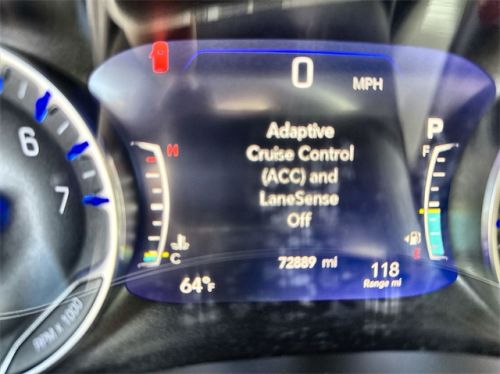 0
MPH
Adaptive
Cruise Control
(ACC) and
LaneSense
Off
P
H
F
6
7
C
E
72889 mi
64°F
118
Range mi
RPM x 1000